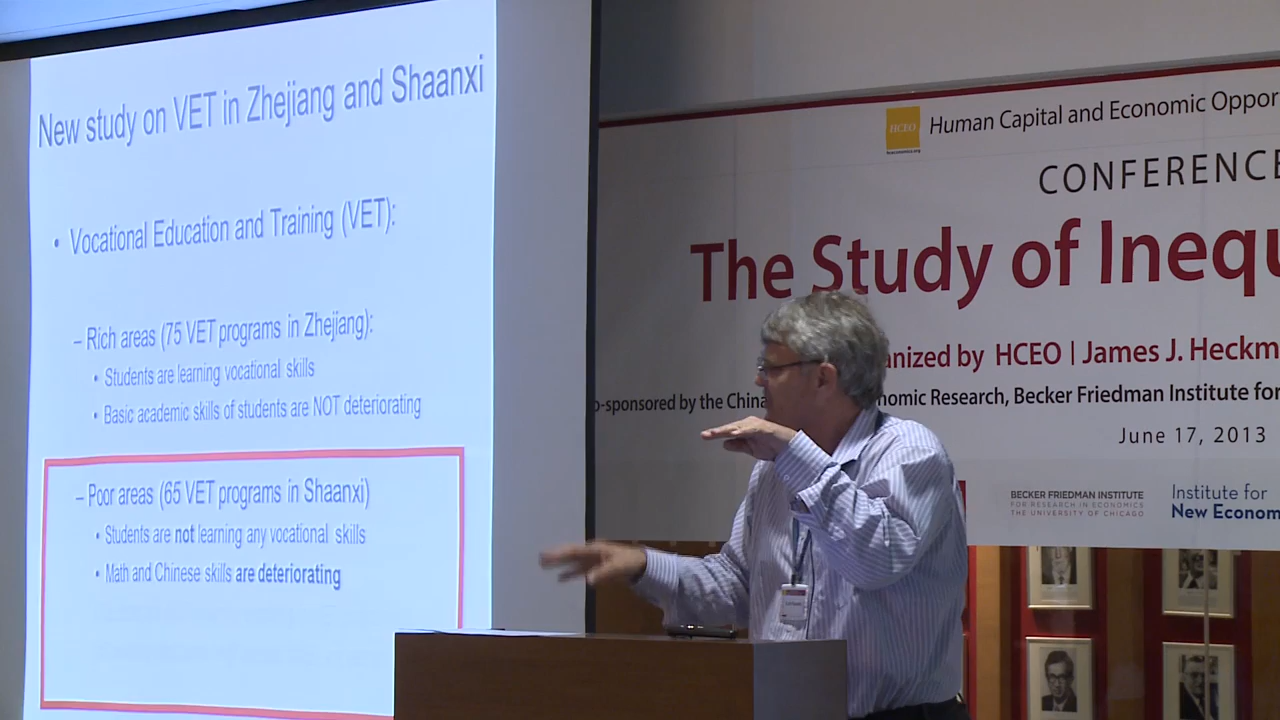 New study on VET in Zhejiang and Shaanxi
• Vocational Education and Training (VET):
– Rich areas (75 VET programs in Zhejiang):
• Students are learning vocational skills
• Basic academic skills of students are NOT deteriorating
– Poor areas (65 VET programs in Shaanxi)
• Students are not learning any vocational skills
• Math and Chinese skills are deteriorating
HCEO
Human Capital and Economic Oppor
CONFERENCE
The Study of Inequ
anized by HCEO | James J. Heckm
o-sponsored by the China nomic Research, Becker Friedman Institute for
June 17, 2013
BECKER FRIEDMAN INSTITUTE
FOR RESEARCH IN ECONOMICS
THE UNIVERSITY OF CHICAGO
Institute for
New Econom